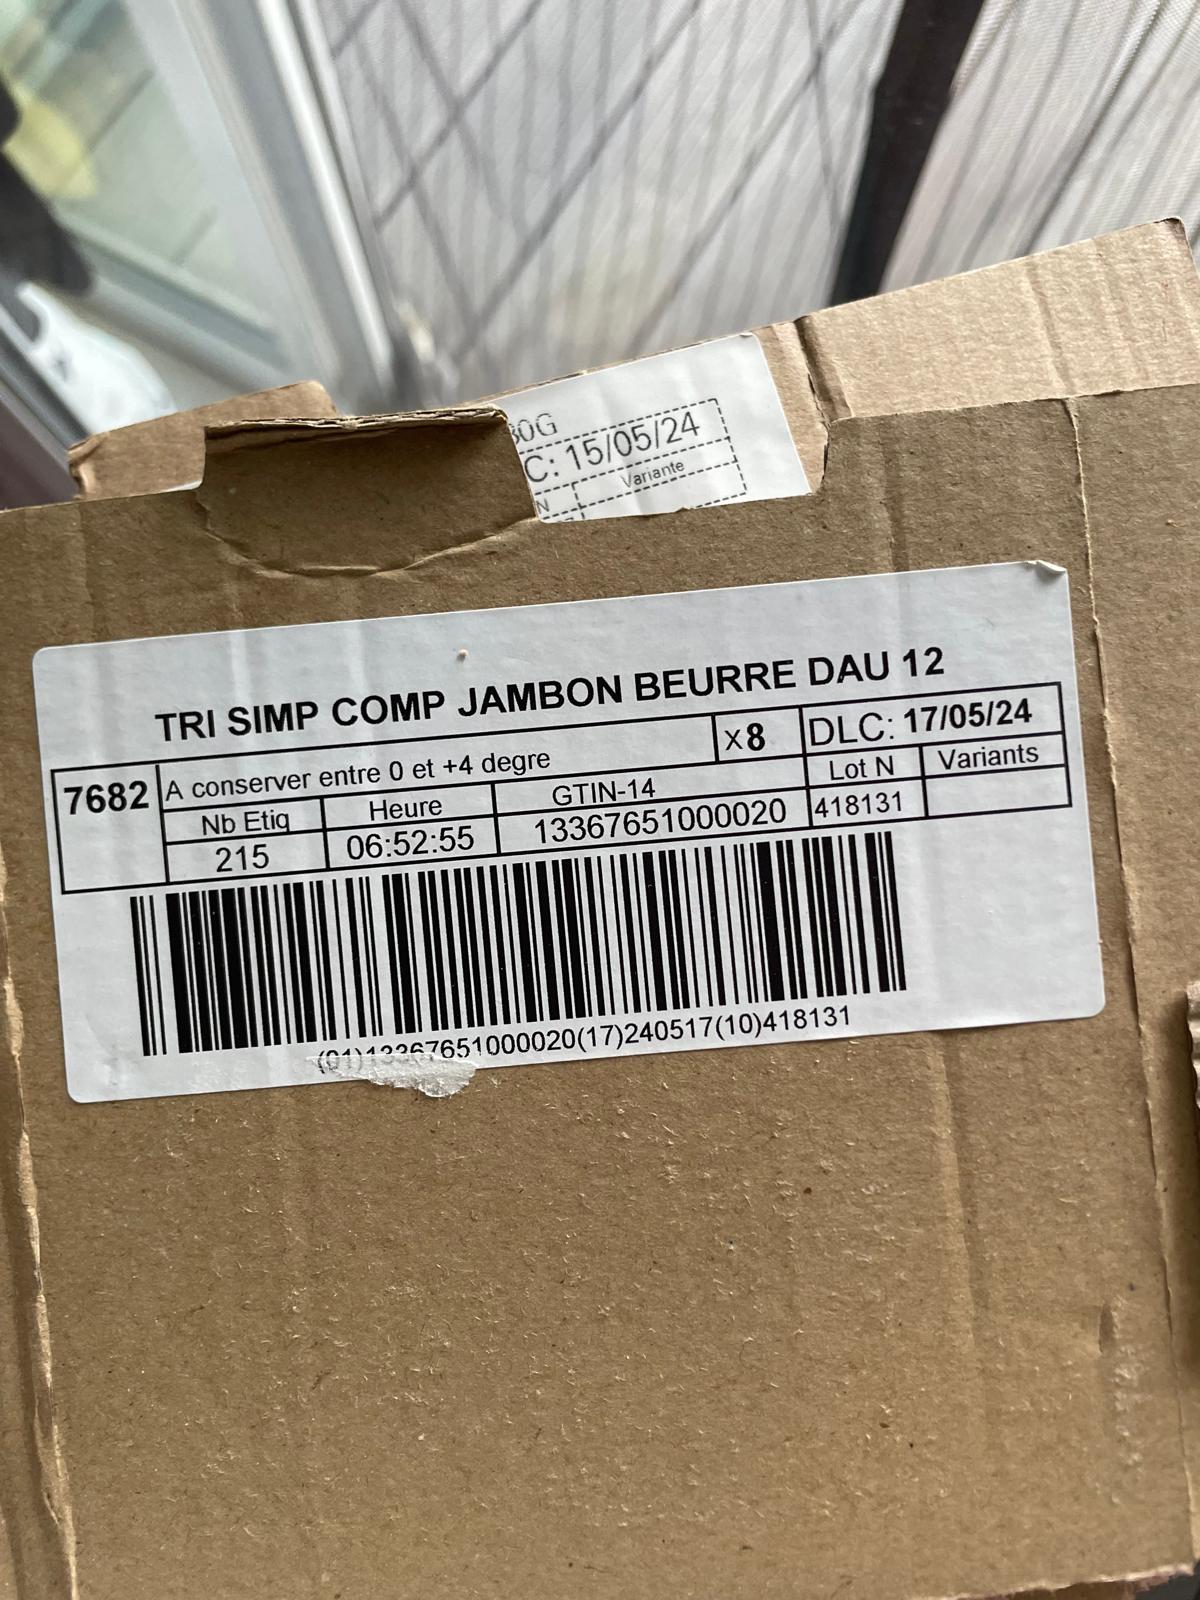 30G
C: 15/05/24
N Variante
TRI SIMP COMP JAMBON BEURRE DAU 12
7682 A conserver entre 0 et +4 degre x8 DLC: 17/05/24
Nb Etiq Heure GTIN-14 Lot N Variants
215 06:52:55 13367651000020 418131
(01)13367651000020(17)240517(10)418131